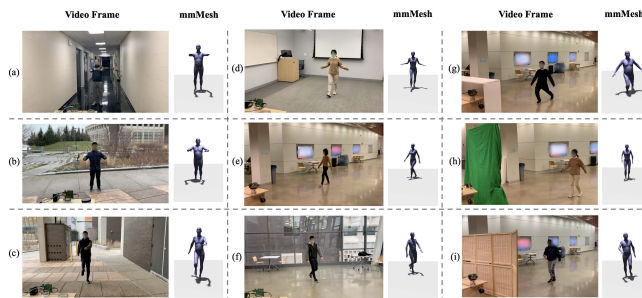 Video Frame mmMesh Video Frame mmMesh Video Frame mmMesh
(a) (d) (g)
(b) (e) (h)
(c) (f) (i)